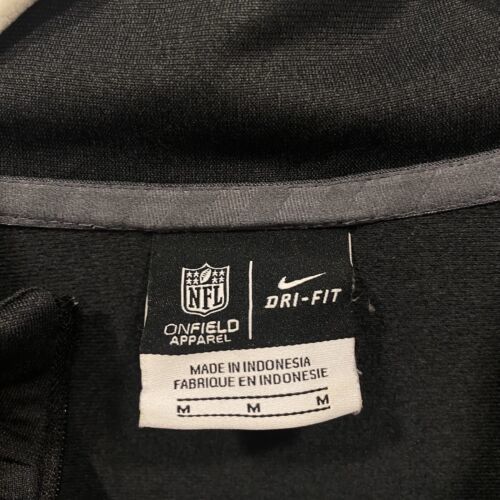 NFL
ONFIELD
APPAREL
DRI-FIT
MADE IN INDONESIA
FABRIQUE EN INDONESIE
M M M